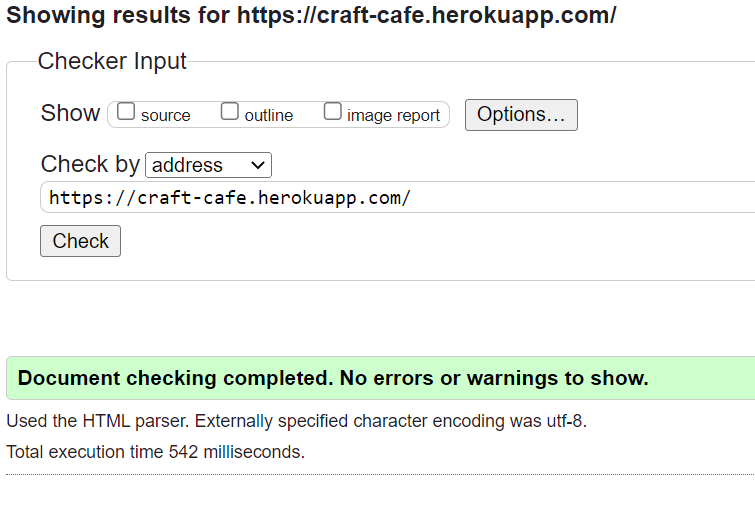 Showing results for https://craft-cafe.herokuapp.com/
Checker Input
Show source outline image report Options...
Check by address
https://craft-cafe.herokuapp.com/
Check
Document checking completed. No errors or warnings to show.
Used the HTML parser. Externally specified character encoding was utf-8.
Total execution time 542 milliseconds.